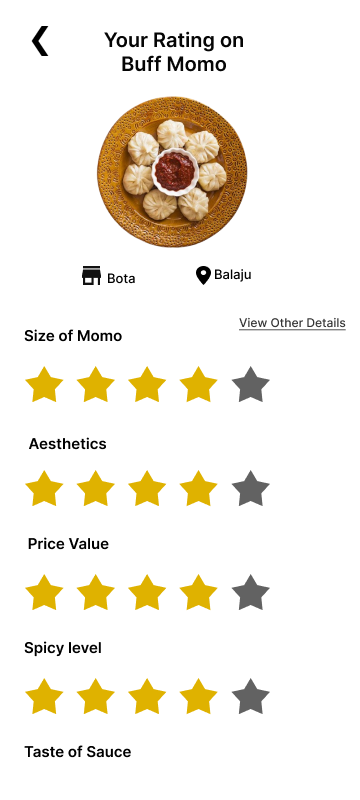 Your Rating on
Buff Momo
Bota
Balaju
View Other Details
Size of Momo
Aesthetics
Price Value
Spicy level
Taste of Sauce